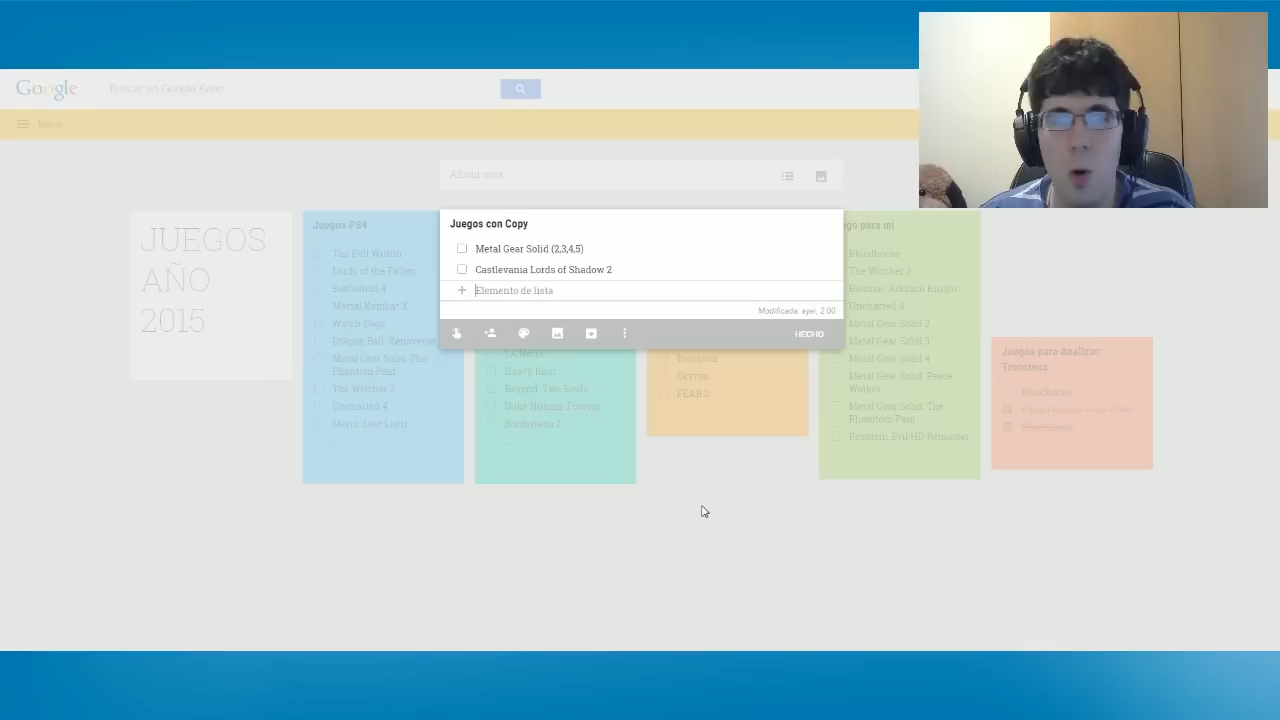 Google
Buscar en Google Keep
Notas
Añadir nota
JUEGOS
AÑO
2015
Juegos PS4
The Evil Within
Lords of the Fallen
Battlefield 4
Mortal Kombat X
Watch Dogs
Dragon Ball: Xenoverse
Metal Gear Solid: The
Phantom Pain
The Witcher 3
Uncharted 4
Metro: Last Light
...
Juegos con Copy
Metal Gear Solid (2,3,4,5)
Castlevania Lords of Shadow 2
Elemento de lista
Modificada: ayer, 2:00
HECHO
LA Noire
Heavy Rain
Beyond: Two Souls
Duke Nukem: Forever
Borderlans 2
...
Bioshock
Skyrim
FEAR 2
go para mi
Bloodborne
The Witcher 3
Batman: Arkham Knight
Uncharted 4
Metal Gear Solid 2
Metal Gear Solid 3
Metal Gear Solid 4
Metal Gear Solid: Peace
Walker
Metal Gear Solid: The
Phamtom Pain
Resident Evil HD Remaster
Juegos para Analizar:
Trucoteca
Bloodborne